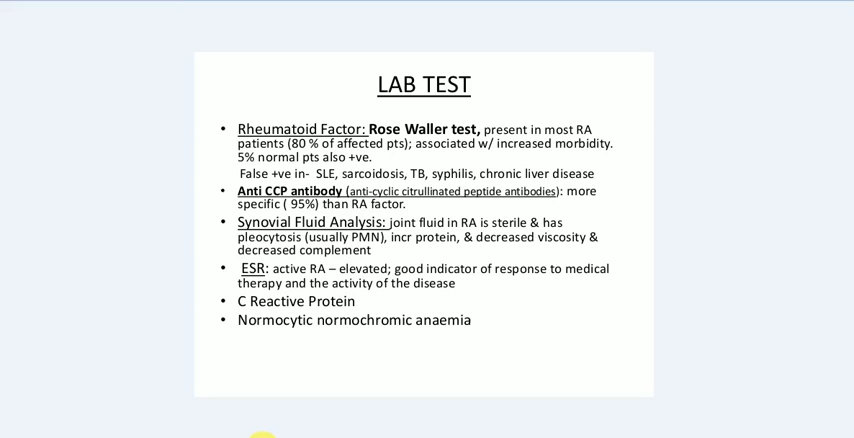 LAB TEST
• Rheumatoid Factor: Rose Waller test, present in most RA
patients (80 % of affected pts); associated w/ increased morbidity.
5% normal pts also +ve.
False +ve in- SLE, sarcoidosis, TB, syphilis, chronic liver disease
• Anti CCP antibody (anti-cyclic citrullinated peptide antibodies): more
specific ( 95%) than RA factor.
• Synovial Fluid Analysis: joint fluid in RA is sterile & has
pleocytosis (usually PMN), incr protein, & decreased viscosity &
decreased complement
• ESR: active RA – elevated; good indicator of response to medical
therapy and the activity of the disease
• C Reactive Protein
• Normocytic normochromic anaemia